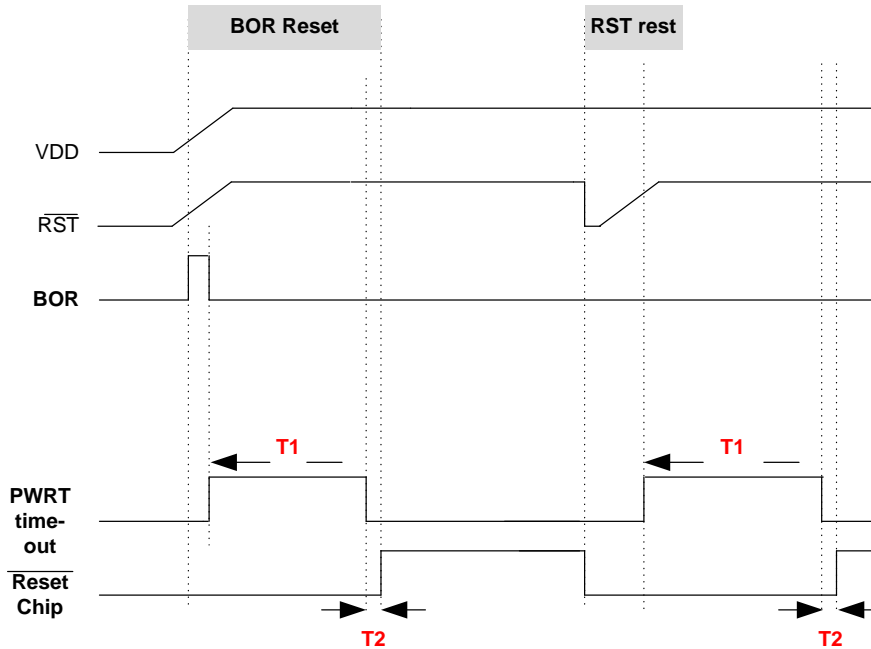 BOR Reset
RST rest
VDD
RST
BOR
T1
T1
PWRT
time-
out
Reset
Chip
T2
T2